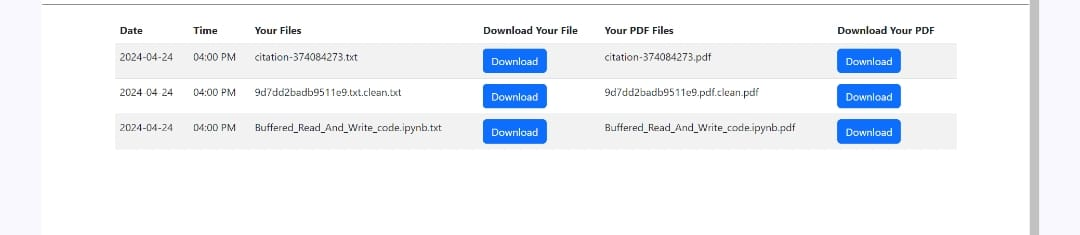 Date Time Your Files Download Your File Your PDF Files Download Your PDF
2024-04-24 04:00 PM citation-374084273.txt Download citation-374084273.pdf Download
2024-04-24 04:00 PM 9d7dd2badb9511e9.txt.clean.txt Download 9d7dd2badb9511e9.pdf.clean.pdf Download
2024-04-24 04:00 PM Buffered_Read_And_Write_code.ipynb.txt Download Buffered_Read_And_Write_code.ipynb.pdf Download